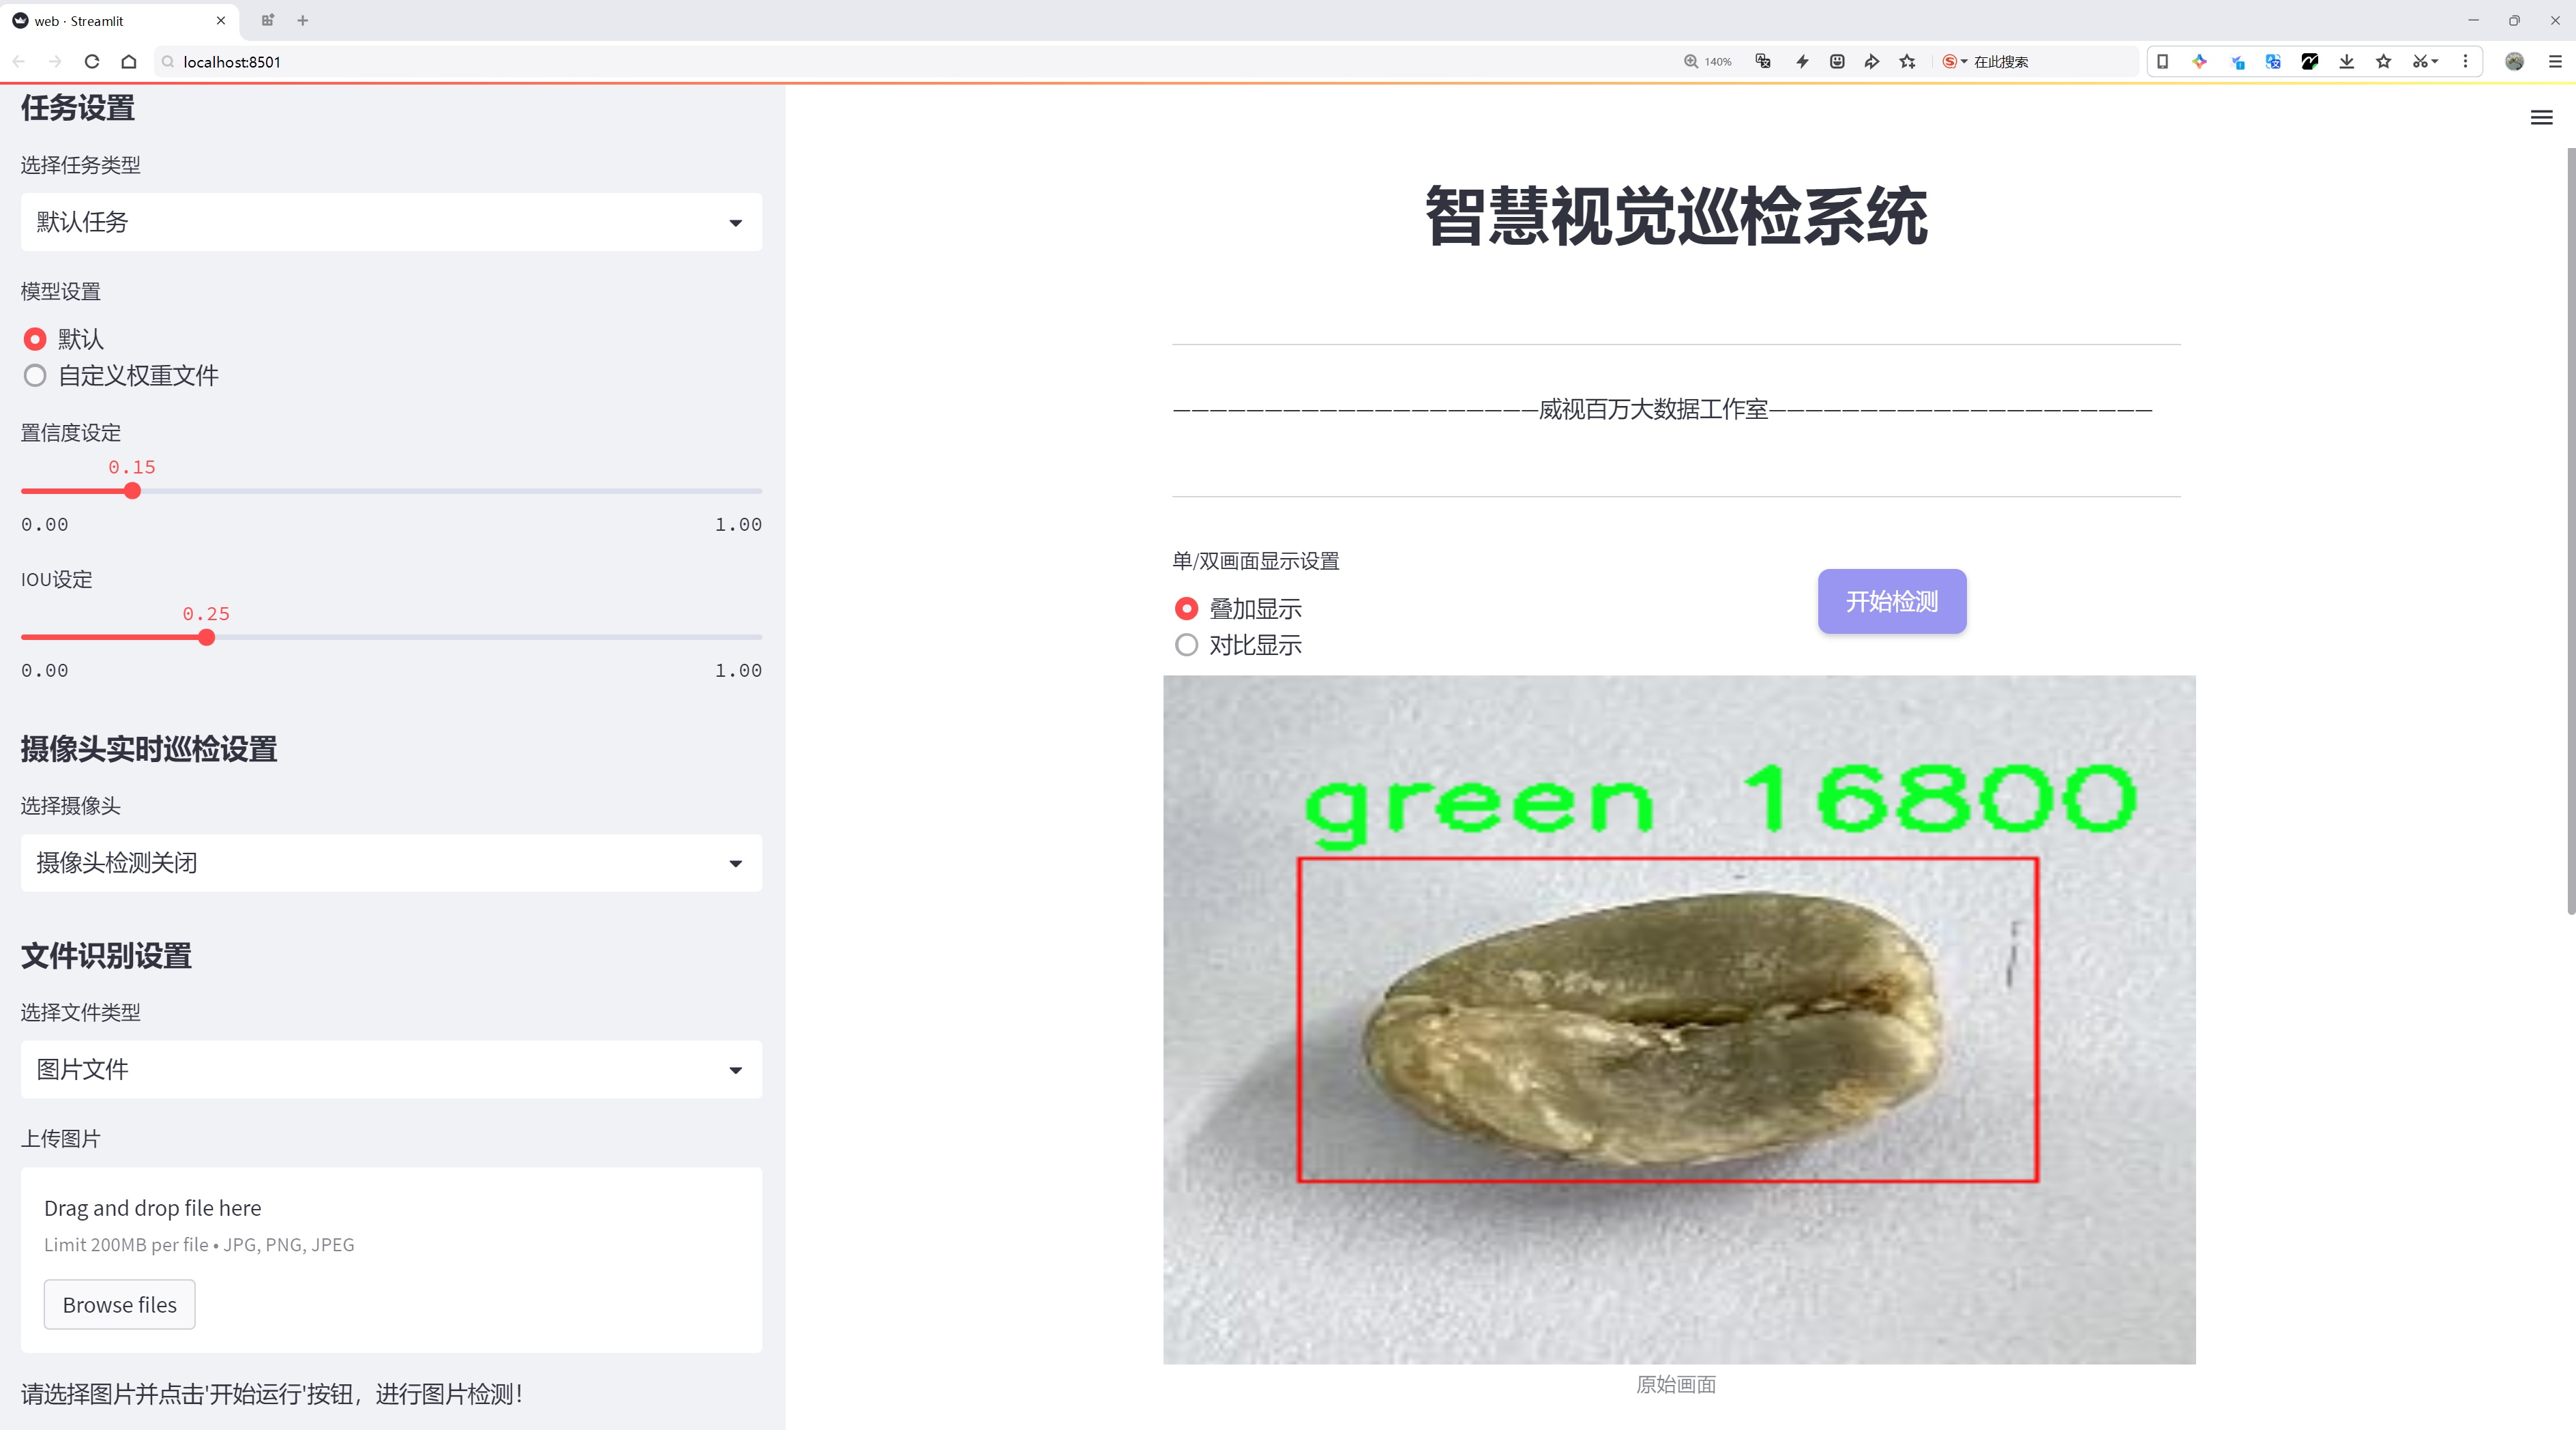 web · Streamlit
localhost:8501
140%
在此搜索
任务设置
选择任务类型
默认任务
模型设置
默认
自定义权重文件
置信度设定
0.15
0.00
1.00
IOU设定
0.25
0.00
1.00
摄像头实时巡检设置
选择摄像头
摄像头检测关闭
文件识别设置
选择文件类型
图片文件
上传图片
Drag and drop file here
Limit 200MB per file • JPG, PNG, JPEG
Browse files
请选择图片并点击'开始运行'按钮，进行图片检测！
智慧视觉巡检系统
————————————————————威视百万大数据工作室—————————————————————
单/双画面显示设置
叠加显示
对比显示
开始检测
green 16800
原始画面